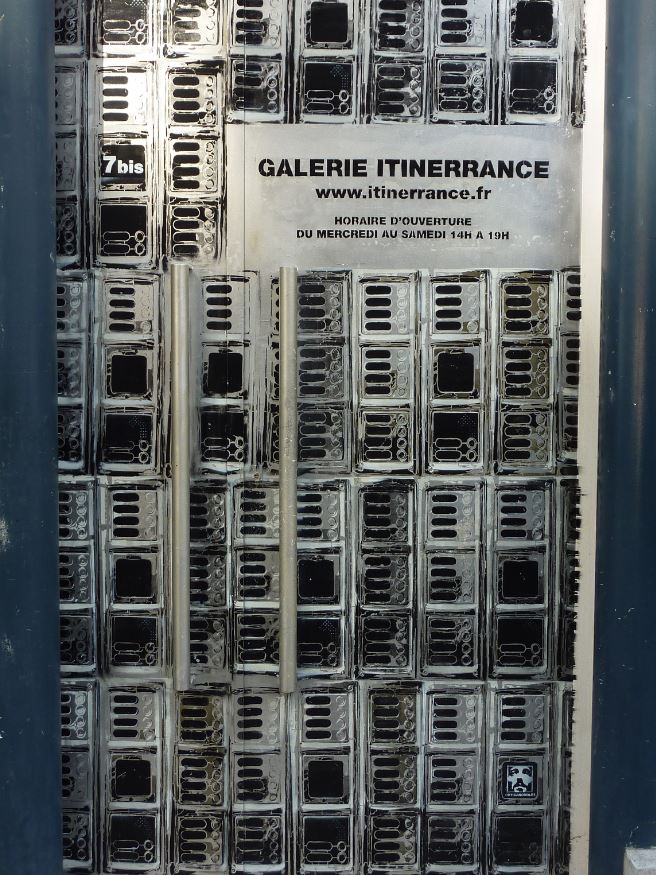 7bis
GALERIE ITINERRANCE
www.itinerrance.fr
HORAIRE D'OUVERTURE
DU MERCREDI AU SAMEDI 14H A 19H